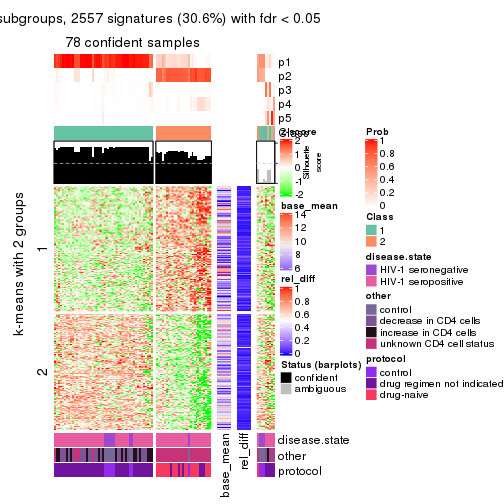 subgroups, 2557 signatures (30.6%) with fdr < 0.05
78 confident samples
p1
p2
p3
p4
p5
Class
Silhouette score
k-means with 2 groups
1
2
z-score
2
1
0
-1
-2
base_mean
14
12
10
8
6
rel_diff
1
0.8
0.6
0.4
0.2
0
Status (barplots)
confident
ambiguous
Prob
1
0.8
0.6
0.4
0.2
0
Class
1
2
disease.state
HIV-1 seronegative
HIV-1 seropositive
other
control
decrease in CD4 cells
increase in CD4 cells
unknown CD4 cell status
protocol
control
drug regimen not indicated
drug-naive
disease.state
other
protocol
base_mean
rel_diff